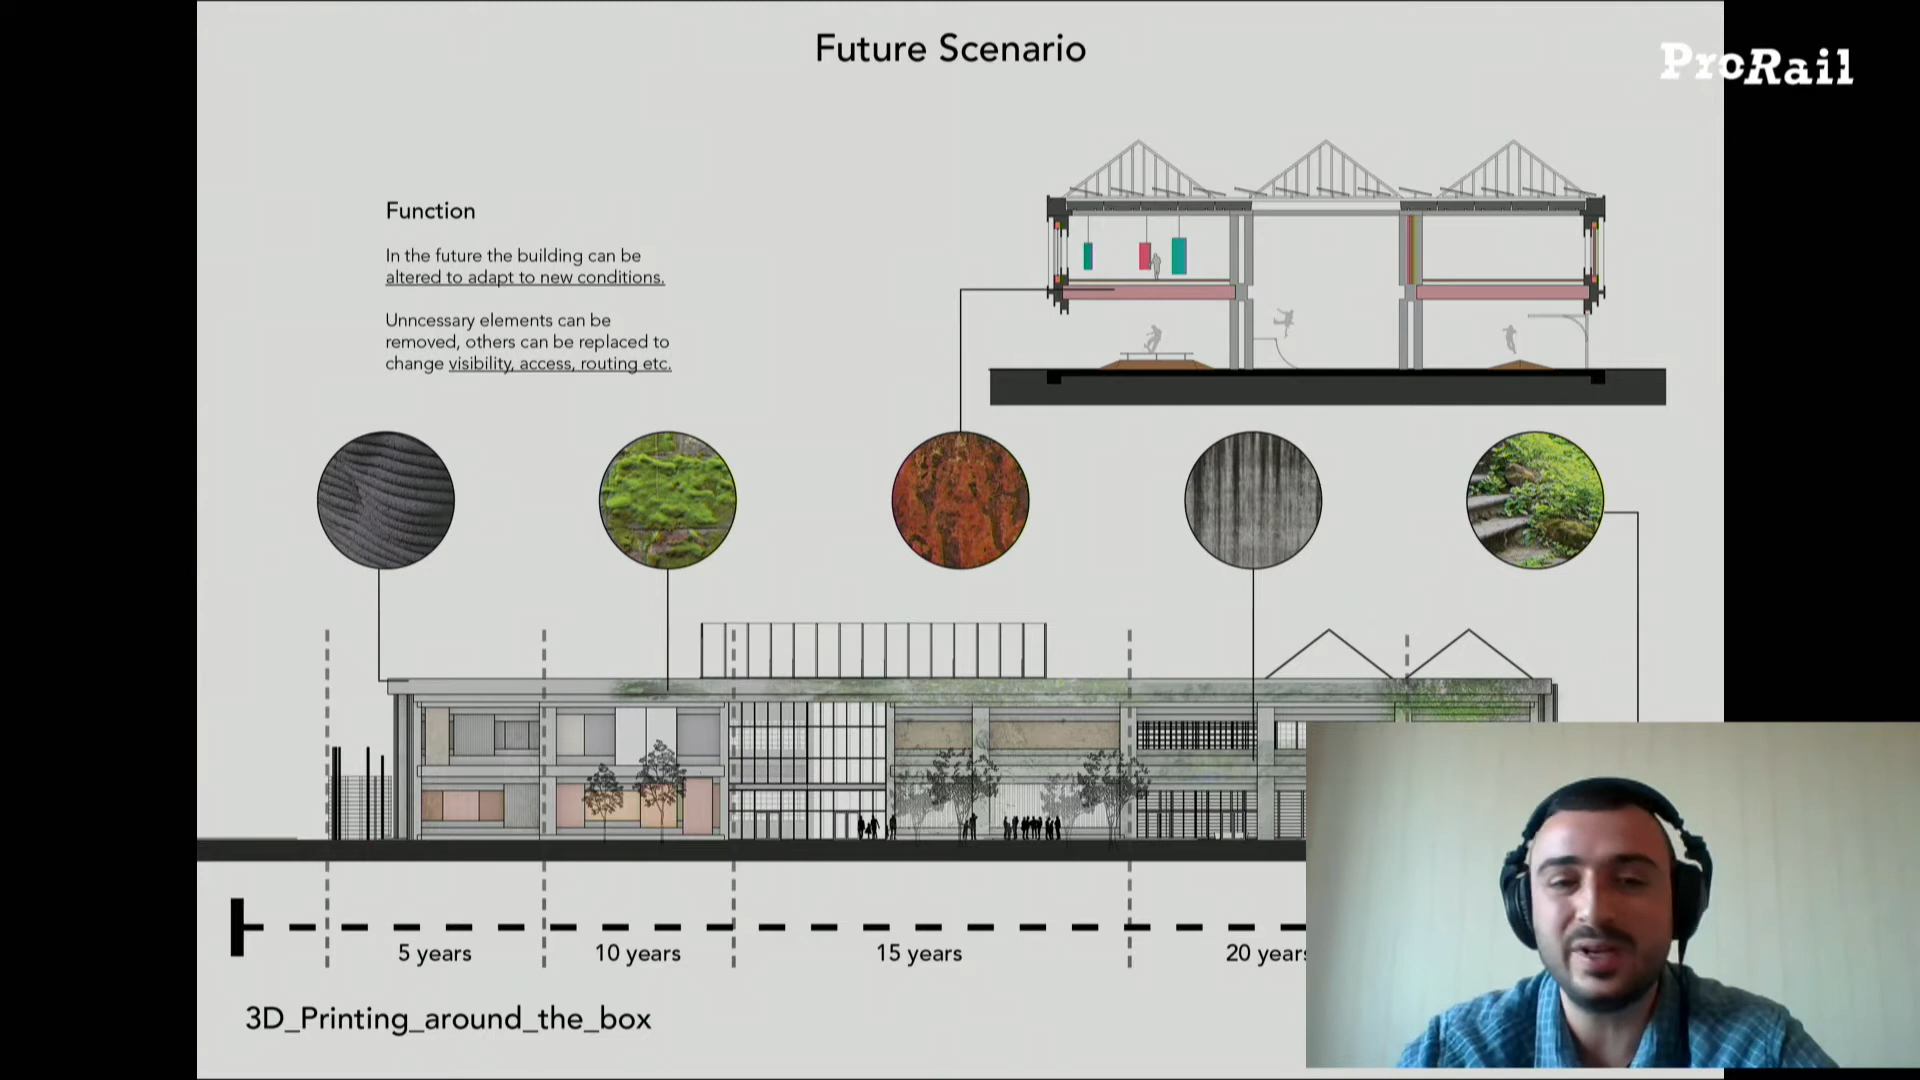 Future Scenario
ProRail
Function
In the future the building can be
altered to adapt to new conditions.
Unncessary elements can be
removed, others can be replaced to
change visibility, access, routing etc.
5 years
10 years
15 years
20 years
3D_Printing_around_the_box